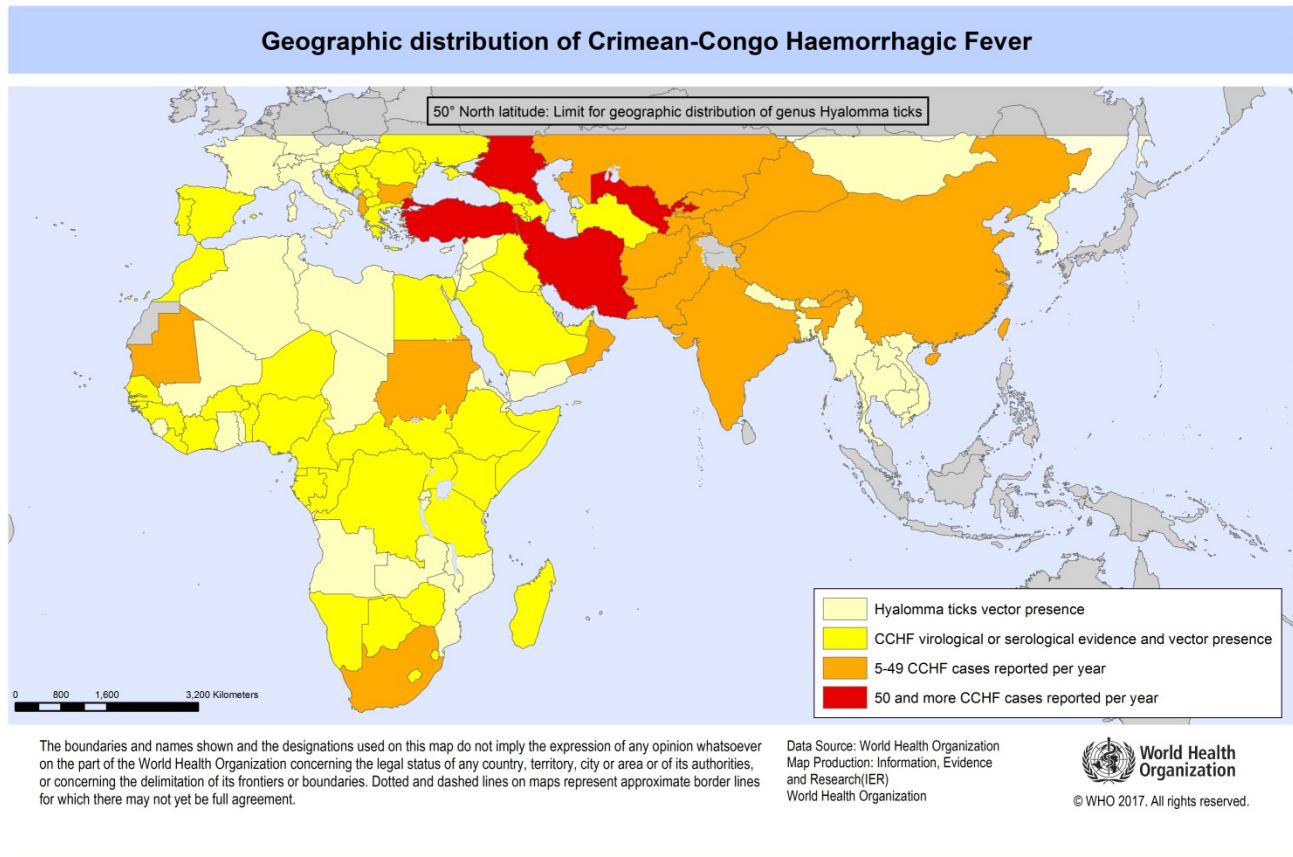 Geographic distribution of Crimean-Congo Haemorrhagic Fever
50° North latitude: Limit for geographic distribution of genus Hyalomma ticks
Hyalomma ticks vector presence
CCHF virological or serological evidence and vector presence
5-49 CCHF cases reported per year
50 and more CCHF cases reported per year
0 800 1,600 3,200 Kilometers
The boundaries and names shown and the designations used on this map do not imply the expression of any opinion whatsoever
on the part of the World Health Organization concerning the legal status of any country, territory, city or area or of its authorities,
or concerning the delimitation of its frontiers or boundaries. Dotted and dashed lines on maps represent approximate border lines
for which there may not yet be full agreement.
Data Source: World Health Organization
Map Production: Information, Evidence
and Research(IER)
World Health Organization
World Health
Organization
© WHO 2017. All rights reserved.